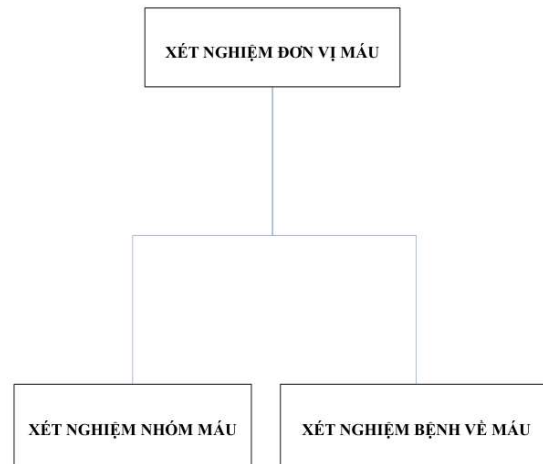 XÉT NGHIỆM ĐƠN VỊ MÁU
XÉT NGHIỆM NHÓM MÁU
XÉT NGHIỆM BỆNH VỀ MÁU